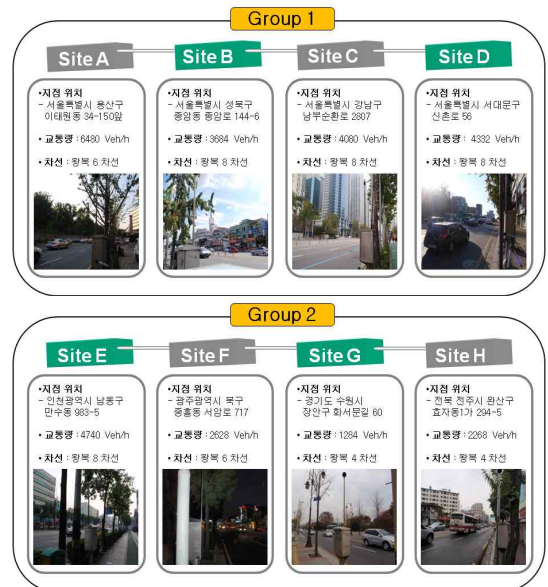 Group 1
Site A
Site B
Site C
Site D
•지점 위치
- 서울특별시 용산구
이태원동 34-150앞
• 교통량 : 6480 Veh/h
• 차선 : 왕복 6 차선
•지점 위치
- 서울특별시 성북구
종암동 종암로 144-6
• 교통량 : 3684 Veh/h
• 차선 : 왕복 8 차선
•지점 위치
- 서울특별시 강남구
남부순환로 2807
• 교통량 : 4080 Veh/h
• 차선 : 왕복 8 차선
•지점 위치
- 서울특별시 서대문구
신촌로 56
• 교통량 : 4332 Veh/h
• 차선 : 왕복 8 차선
Group 2
Site E
Site F
Site G
Site H
•지점 위치
- 인천광역시 남동구
만수동 983-5
• 교통량 : 4740 Veh/h
• 차선 : 왕복 8 차선
•지점 위치
- 광주광역시 북구
중흥동 서암로 717
• 교통량 : 2628 Veh/h
• 차선 : 왕복 6 차선
•지점 위치
- 경기도 수원시
장안구 화서문길 60
• 교통량 : 1284 Veh/h
• 차선 : 왕복 4 차선
•지점 위치
- 전북 전주시 완산구
효자동1가 294-5
• 교통량 : 2268 Veh/h
• 차선 : 왕복 4 차선